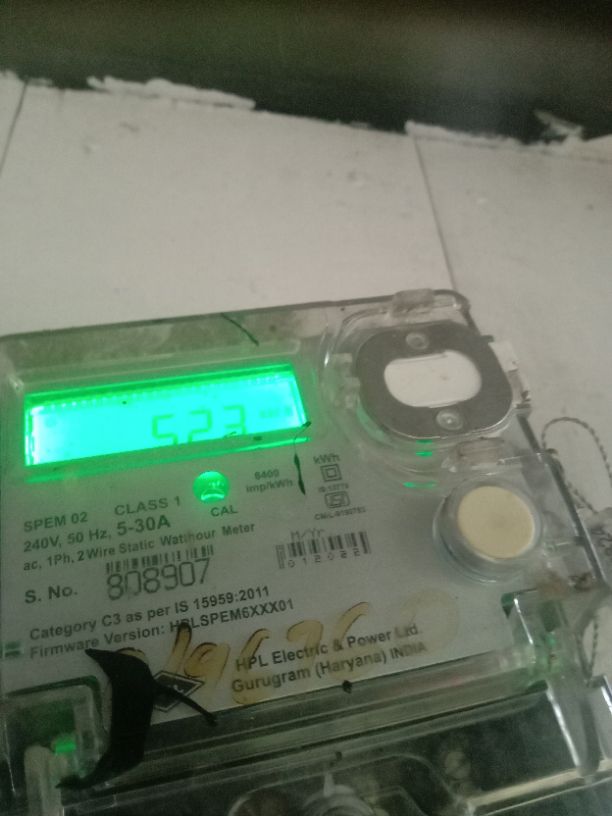 523
kWh
6400
imp/kWh
CAL
SPEM 02 CLASS 1
240V, 50 Hz, 5-30A
ac, 1Ph, 2 Wire Static Watthour Meter
S. No. 808907
M/Yr.
012022
Category C3 as per IS 15959:2011
Firmware Version: HPLSPEM6XXX01
HPL Electric & Power Ltd.
Gurugram (Haryana) INDIA